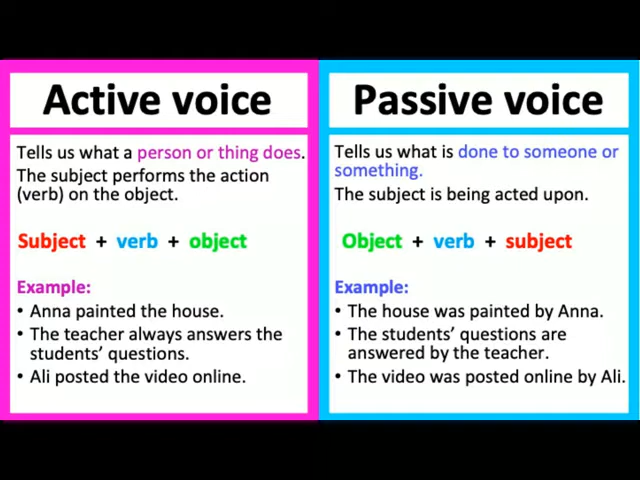 Active voice
Tells us what a person or thing does.
The subject performs the action
(verb) on the object.
Subject + verb + object
Example:
• Anna painted the house.
• The teacher always answers the
students’ questions.
• Ali posted the video online.
Passive voice
Tells us what is done to someone or
something.
The subject is being acted upon.
Object + verb + subject
Example:
• The house was painted by Anna.
• The students’ questions are
answered by the teacher.
• The video was posted online by Ali.